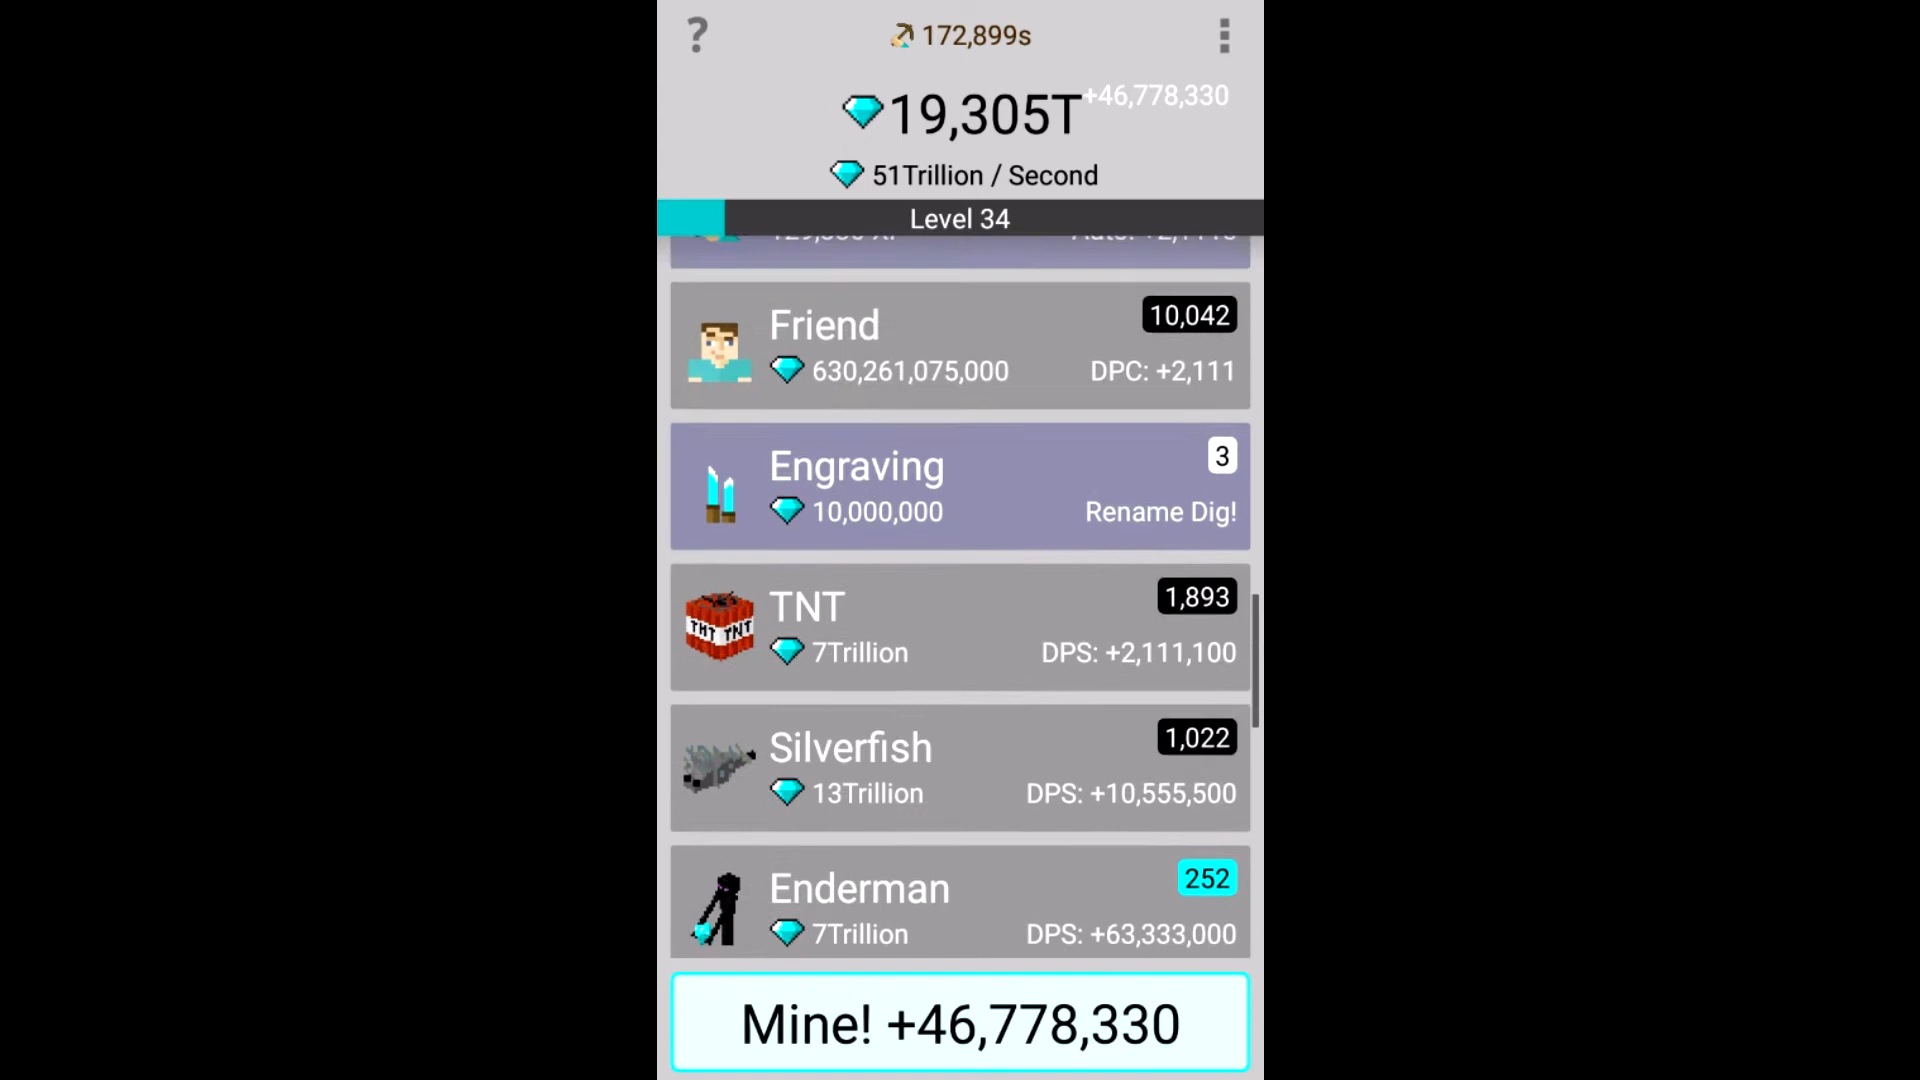 ?
172,899s
19,305T
+46,778,330
51Trillion / Second
Level 34
Friend
10,042
630,261,075,000
DPC: +2,111
Engraving
3
10,000,000
Rename Dig!
TNT
1,893
7Trillion
DPS: +2,111,100
Silverfish
1,022
13Trillion
DPS: +10,555,500
Enderman
252
7Trillion
DPS: +63,333,000
Mine! +46,778,330